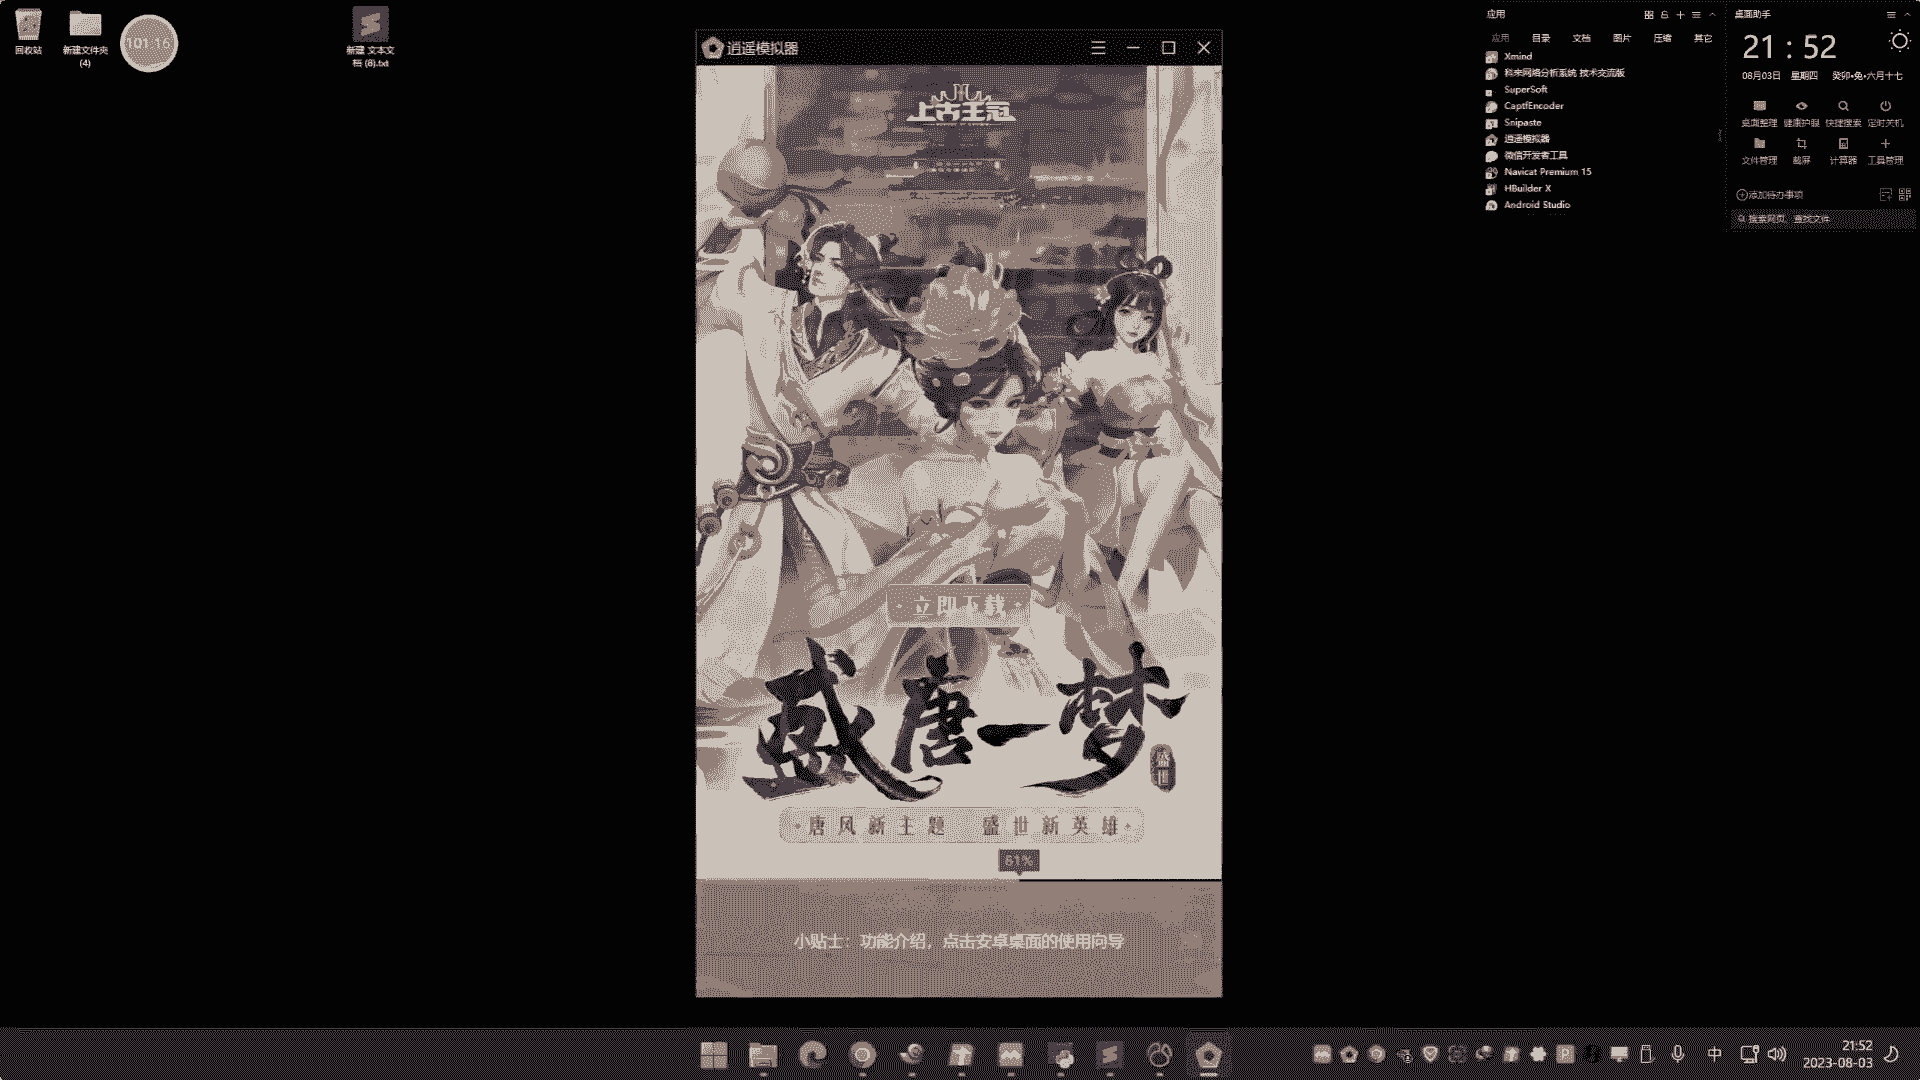 回收站
新建文件夹
(4)
101:16
新建 文本文
档 (8).txt
逍遥模拟器
上古王冠
立即下载
盛唐一梦
盛世
唐风新主题 盛世新英雄
61%
小贴士：功能介绍，点击安卓桌面的使用向导
应用
应用 目录 文档 图片 压缩 其它
Xmind
科来网络分析系统 技术交流版
SuperSoft
CaptfEncoder
Snipaste
逍遥模拟器
微信开发者工具
Navicat Premium 15
HBuilder X
Android Studio
桌面助手
21 : 52
08月03日 星期四 癸卯•兔•六月十七
桌面整理 健康护眼 快捷搜索 定时关机
文件管理 截屏 计算器 工具管理
添加待办事项
搜索网页、查找文件
中
21:52
2023-08-03